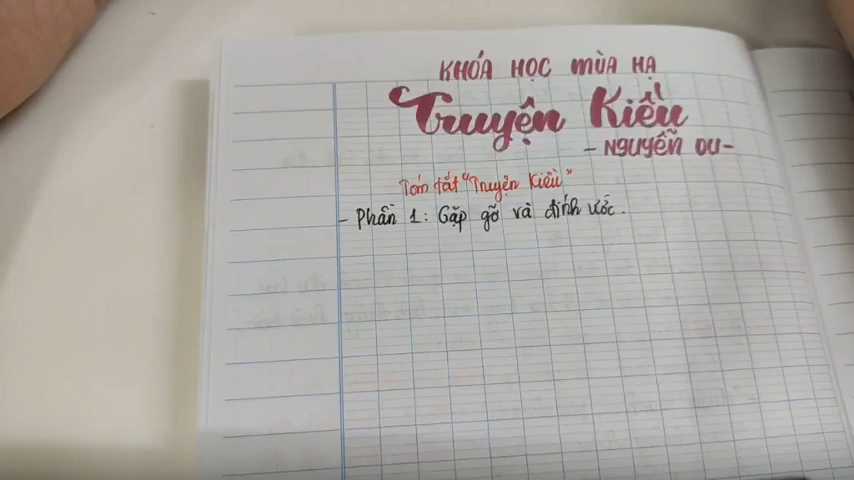 KHÓA HỌC MÙA HẠ
Truyện Kiều
- NGUYỄN DU -
Tóm tắt "Truyện Kiều"
- Phần 1: Gặp gỡ và đính ước.